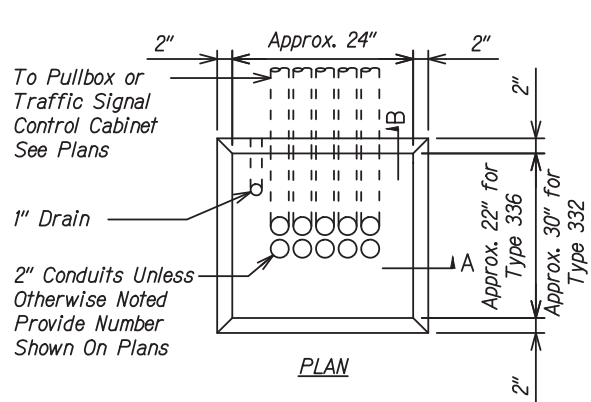 2"
Approx. 24"
2"
To Pullbox or
Traffic Signal
Control Cabinet
See Plans
2"
B
1" Drain
Approx. 22" for
Type 336
Approx. 30" for
Type 332
A
2" Conduits Unless
Otherwise Noted
Provide Number
Shown On Plans
PLAN
2"